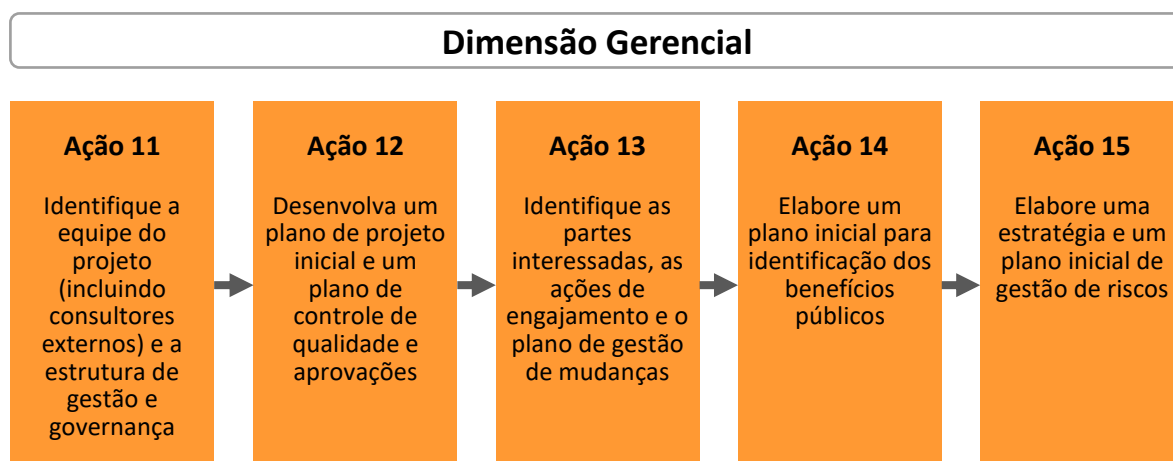 Dimensão Gerencial
Ação 11
Identifique a
equipe do
projeto
(incluindo
consultores
externos) e a
estrutura de
gestão e
governança
Ação 12
Desenvolva um
plano de projeto
inicial e um
plano de
controle de
qualidade e
aprovações
Ação 13
Identifique as
partes
interessadas, as
ações de
engajamento e o
plano de gestão
de mudanças
Ação 14
Elabore um
plano inicial para
identificação dos
benefícios
públicos
Ação 15
Elabore uma
estratégia e um
plano inicial de
gestão de riscos